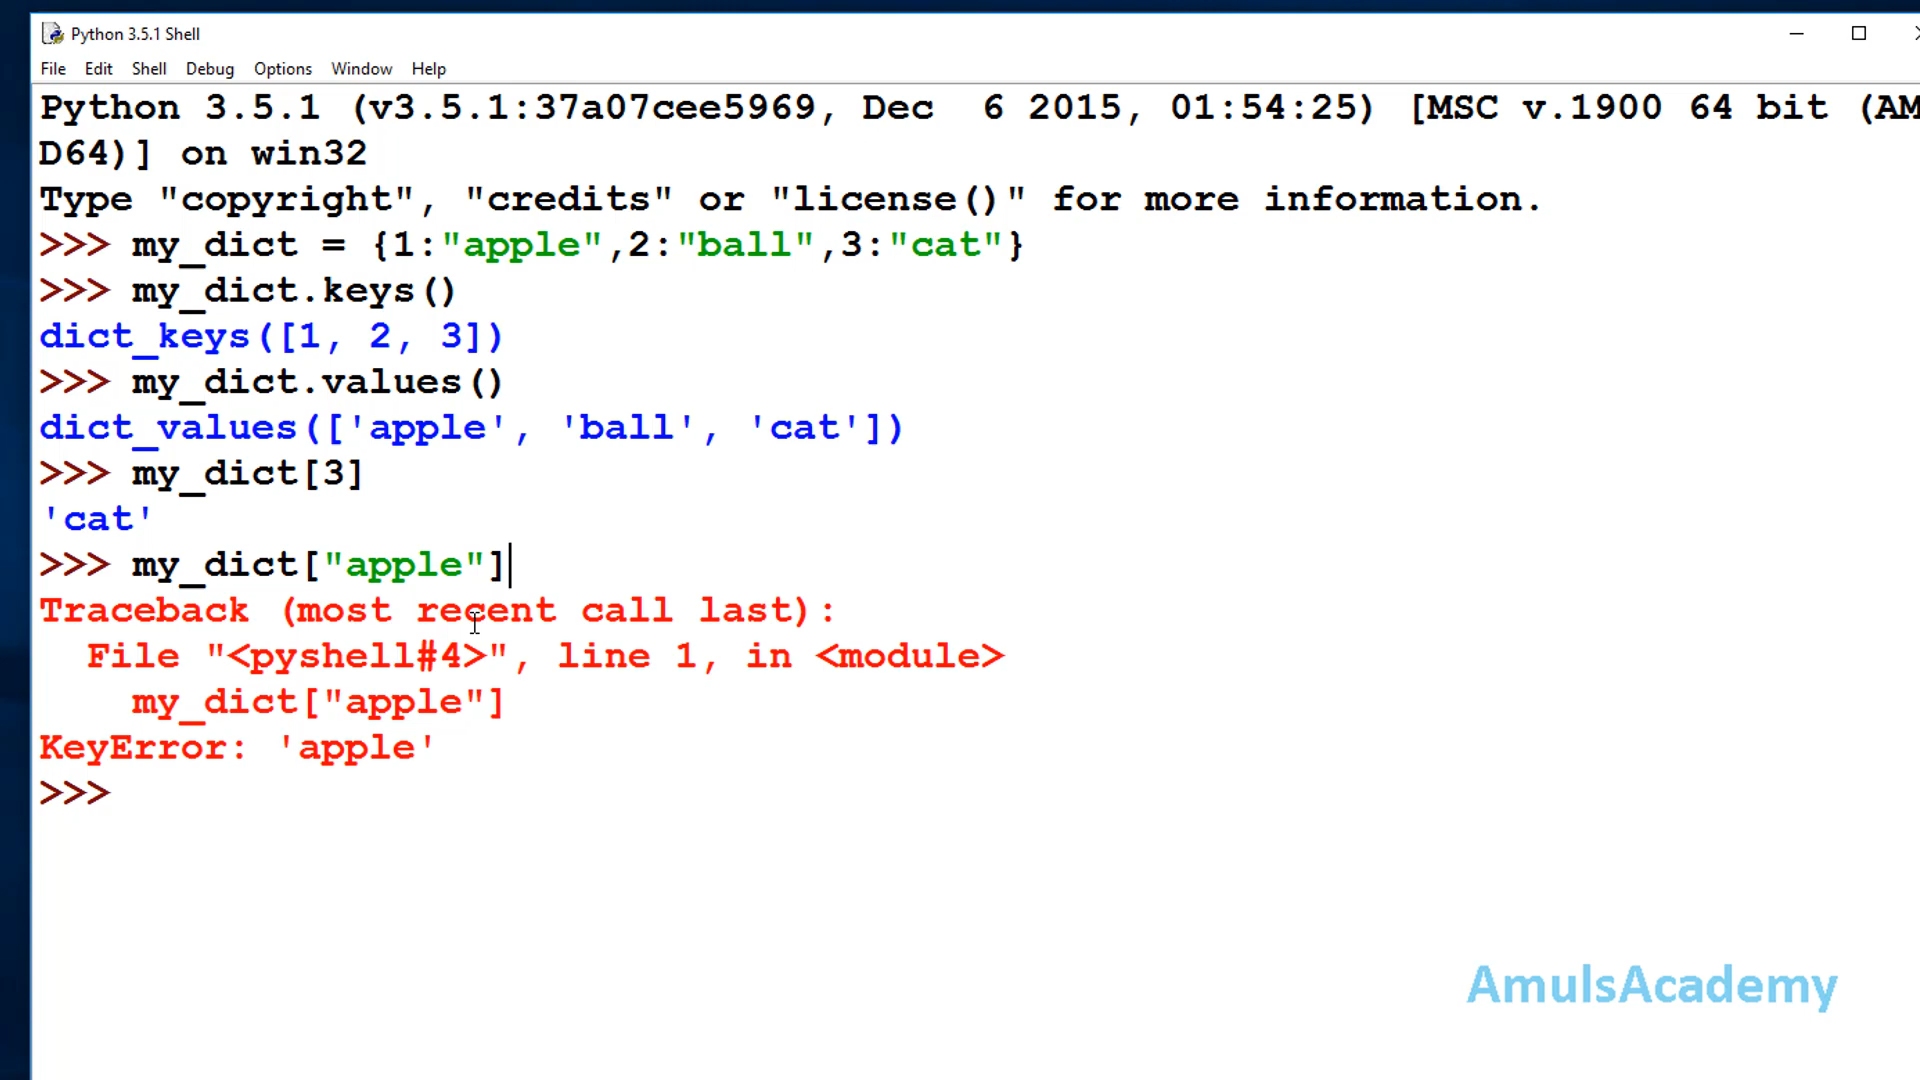 Python 3.5.1 Shell
File Edit Shell Debug Options Window Help
Python 3.5.1 (v3.5.1:37a07cee5969, Dec  6 2015, 01:54:25) [MSC v.1900 64 bit (AM
D64)] on win32
Type "copyright", "credits" or "license()" for more information.
>>> my_dict = {1:"apple",2:"ball",3:"cat"}
>>> my_dict.keys()
dict_keys([1, 2, 3])
>>> my_dict.values()
dict_values(['apple', 'ball', 'cat'])
>>> my_dict[3]
'cat'
>>> my_dict["apple"]
Traceback (most recent call last):
  File "<pyshell#4>", line 1, in <module>
    my_dict["apple"]
KeyError: 'apple'
>>>
AmulsAcademy